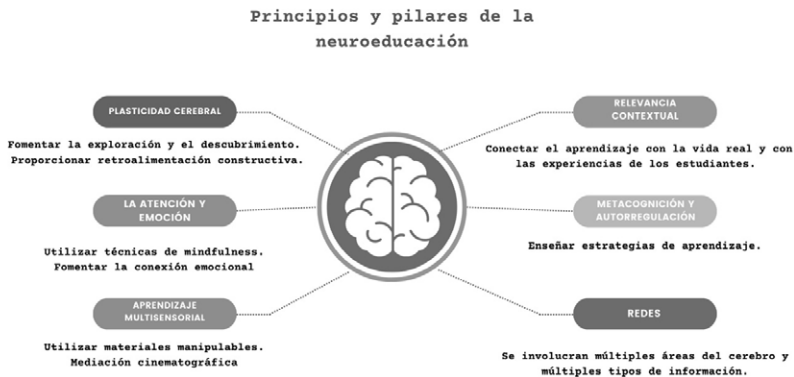 Principios y pilares de la
neuroeducación
PLASTICIDAD CEREBRAL
Fomentar la exploración y el descubrimiento.
Proporcionar retroalimentación constructiva.
LA ATENCIÓN Y
EMOCIÓN
Utilizar técnicas de mindfulness.
Fomentar la conexión emocional
APRENDIZAJE
MULTISENSORIAL
Utilizar materiales manipulables.
Mediación cinematográfica
RELEVANCIA
CONTEXTUAL
Conectar el aprendizaje con la vida real y con
las experiencias de los estudiantes.
METACOGNICIÓN Y
AUTORREGULACIÓN
Enseñar estrategias de aprendizaje.
REDES
Se involucran múltiples áreas del cerebro y
múltiples tipos de información.